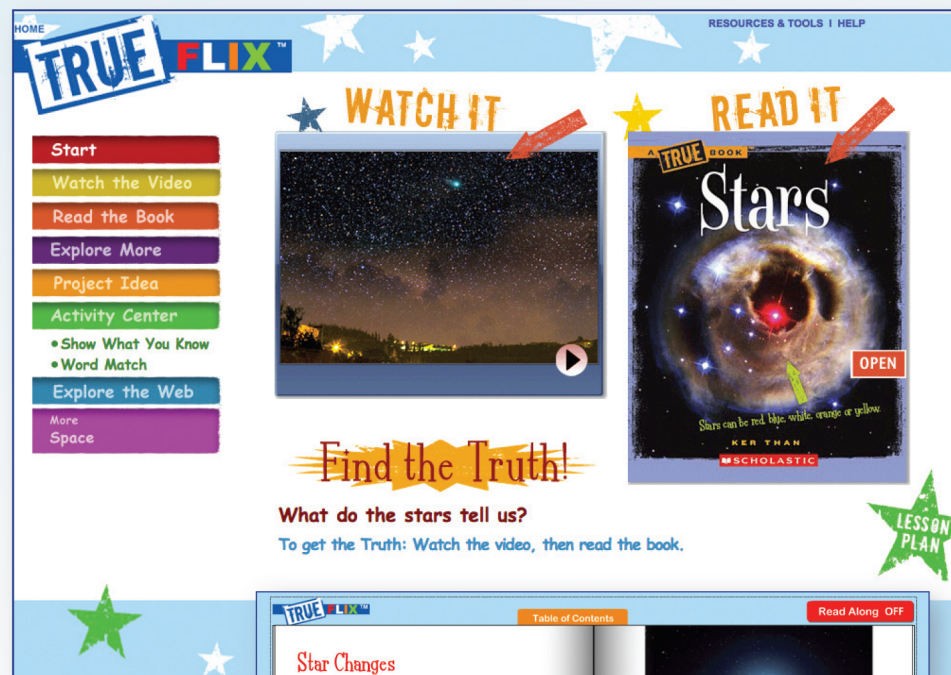 HOME
RESOURCES & TOOLS | HELP
TRUE FLIX™
WATCH IT
READ IT
Start
Watch the Video
Read the Book
Explore More
Project Idea
Activity Center
• Show What You Know
• Word Match
Explore the Web
More
Space
A TRUE BOOK
Stars
OPEN
Stars can be red, blue, white, orange or yellow.
KER THAN
SCHOLASTIC
Find the Truth!
What do the stars tell us?
To get the Truth: Watch the video, then read the book.
LESSON
PLAN
TRUE FLIX™
Table of Contents
Read Along OFF
Star Changes